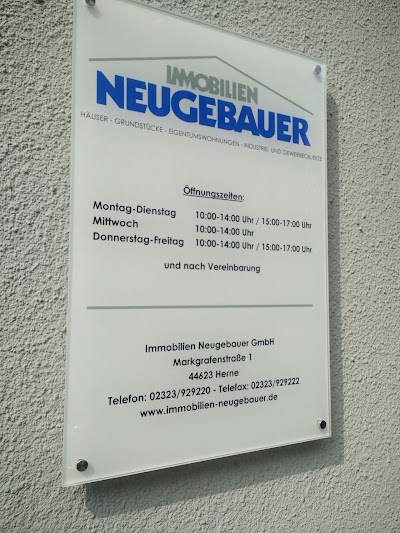 IMMOBILIEN
NEUGEBAUER
HÄUSER - GRUNDSTÜCKE - EIGENTUMSWOHNUNGEN - INDUSTRIE- UND GEWERBEOBJEKTE
Öffnungszeiten:
Montag-Dienstag 10:00-14:00 Uhr / 15:00-17:00 Uhr
Mittwoch 10:00-14:00 Uhr
Donnerstag-Freitag 10:00-14:00 Uhr / 15:00-17:00 Uhr
und nach Vereinbarung
Immobilien Neugebauer GmbH
Markgrafenstraße 1
44623 Herne
Telefon: 02323/929220 - Telefax: 02323/929222
www.immobilien-neugebauer.de